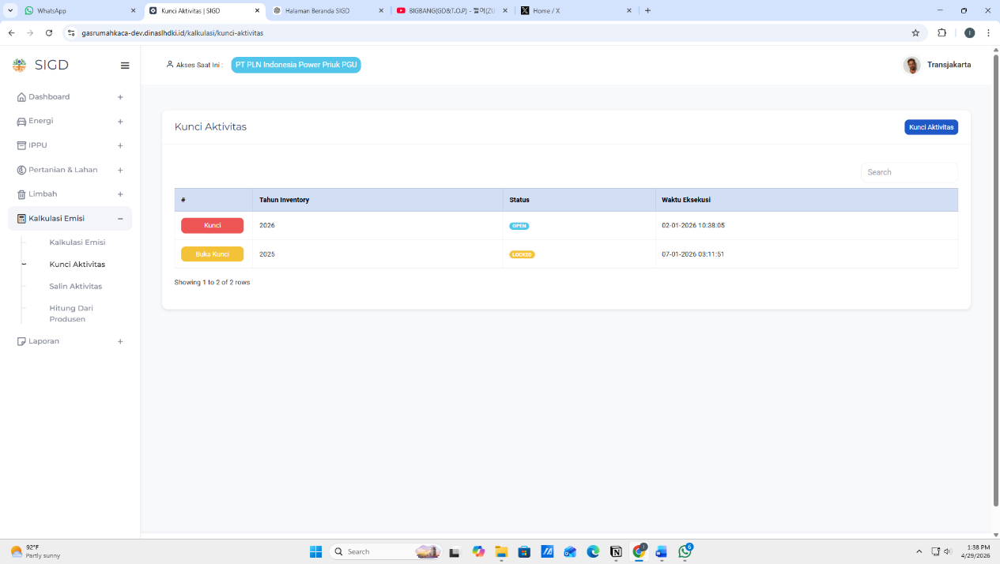 WhatsApp
Kunci Aktivitas | SIGD
Halaman Beranda SIGD
BIGBANG(GD&T.O.P) -
Home /
gasrumahkaca-dev.dinaslhdki.id/kalkulasi/kunci-aktivitas
I
SIGD
Akses Saat Ini :
PT PLN Indonesia Power Priuk PGU
Transjakarta
Dashboard
Energi
IPPU
Pertanian & Lahan
Limbah
Kalkulasi Emisi
Kalkulasi Emisi
Kunci Aktivitas
Salin Aktivitas
Hitung Dari
Produsen
Laporan
Kunci Aktivitas
Kunci Aktivitas
Search
# Tahun Inventory Status Waktu Eksekusi
Kunci 2026 OPEN 02-01-2026 10:38:05
Buka Kunci 2025 LOCKED 07-01-2026 03:11:51
Showing 1 to 2 of 2 rows
92°F
Partly sunny
Search
6
1:38 PM
4/29/2026